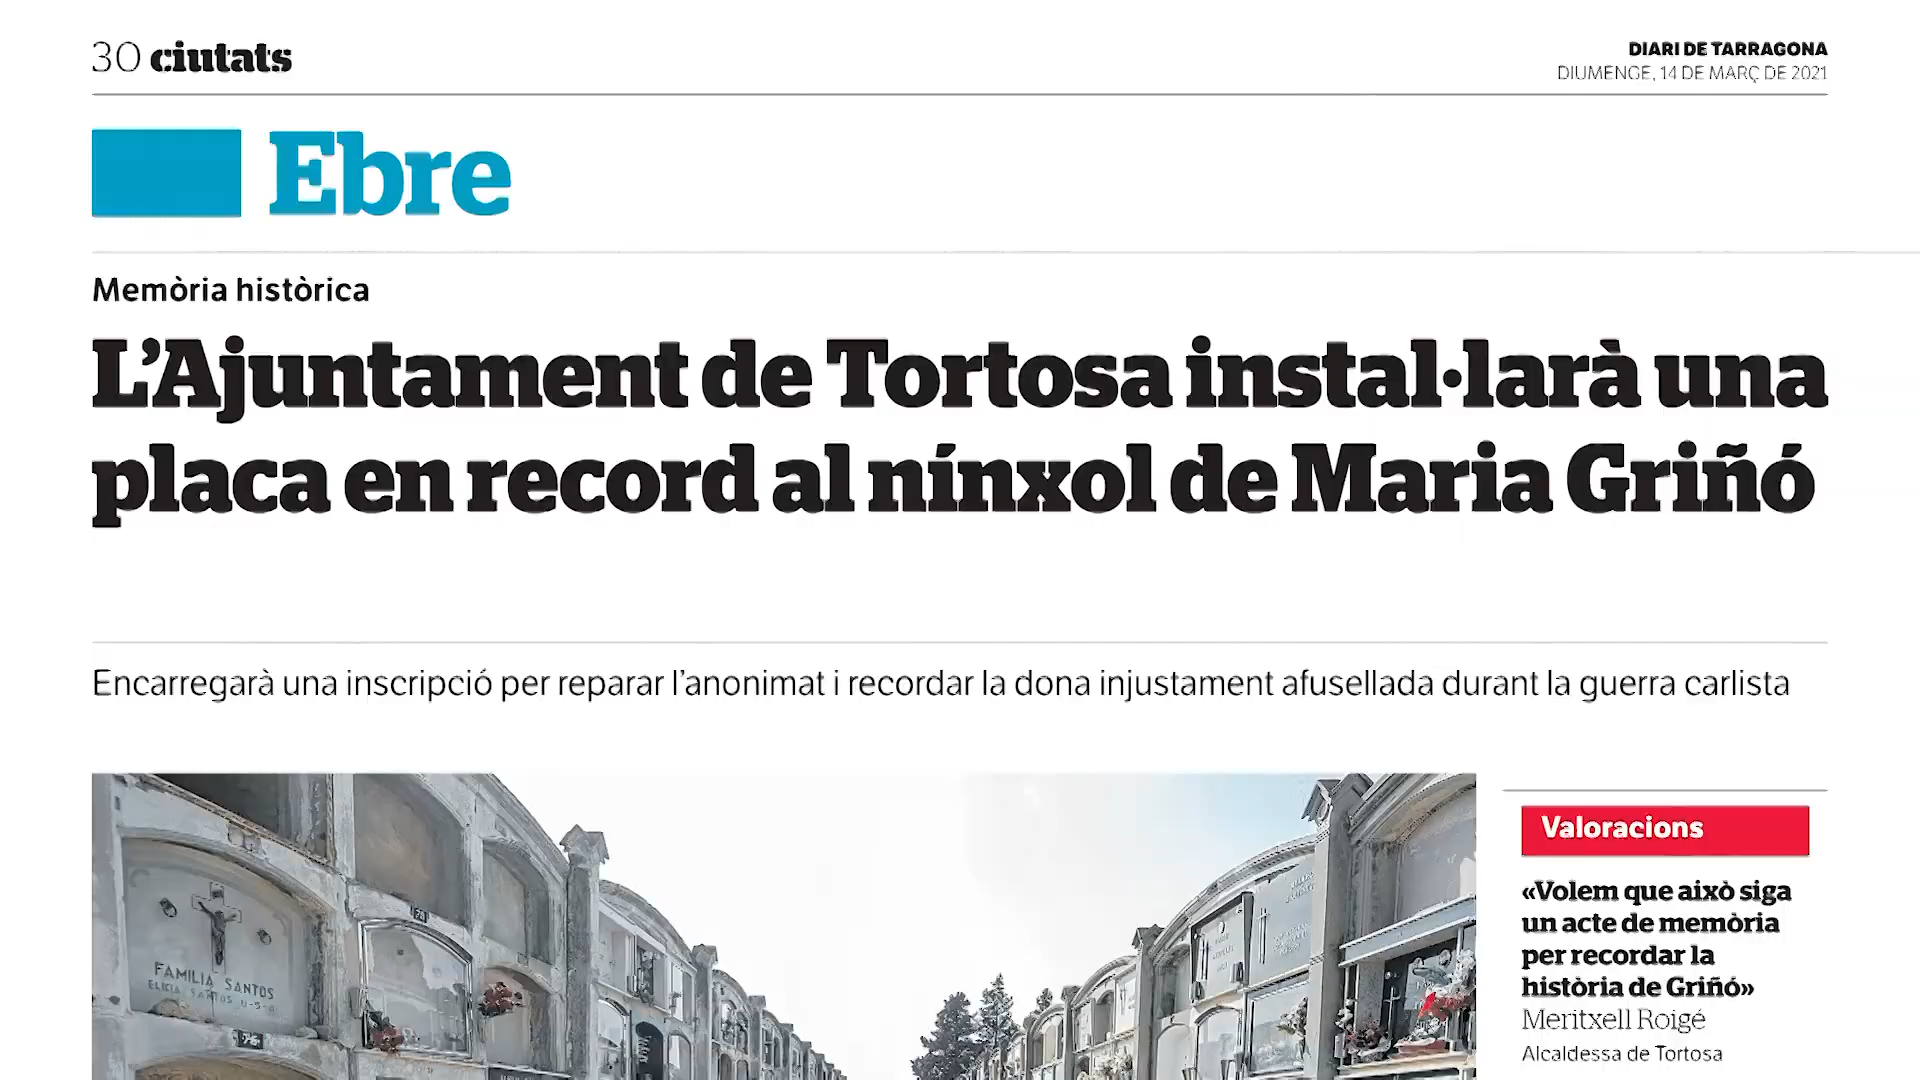 30 ciutats
DIARI DE TARRAGONA
DIUMENGE, 14 DE MARÇ DE 2021
Ebre
Memòria històrica
L'Ajuntament de Tortosa instal·larà una
placa en record al nínxol de Maria Griñó
Encarregarà una inscripció per reparar l'anonimat i recordar la dona injustament afusellada durant la guerra carlista
FAMILIA SANTOS
Valoracions
«Volem que això siga
un acte de memòria
per recordar la
història de Griñó»
Meritxell Roigé
Alcaldessa de Tortosa